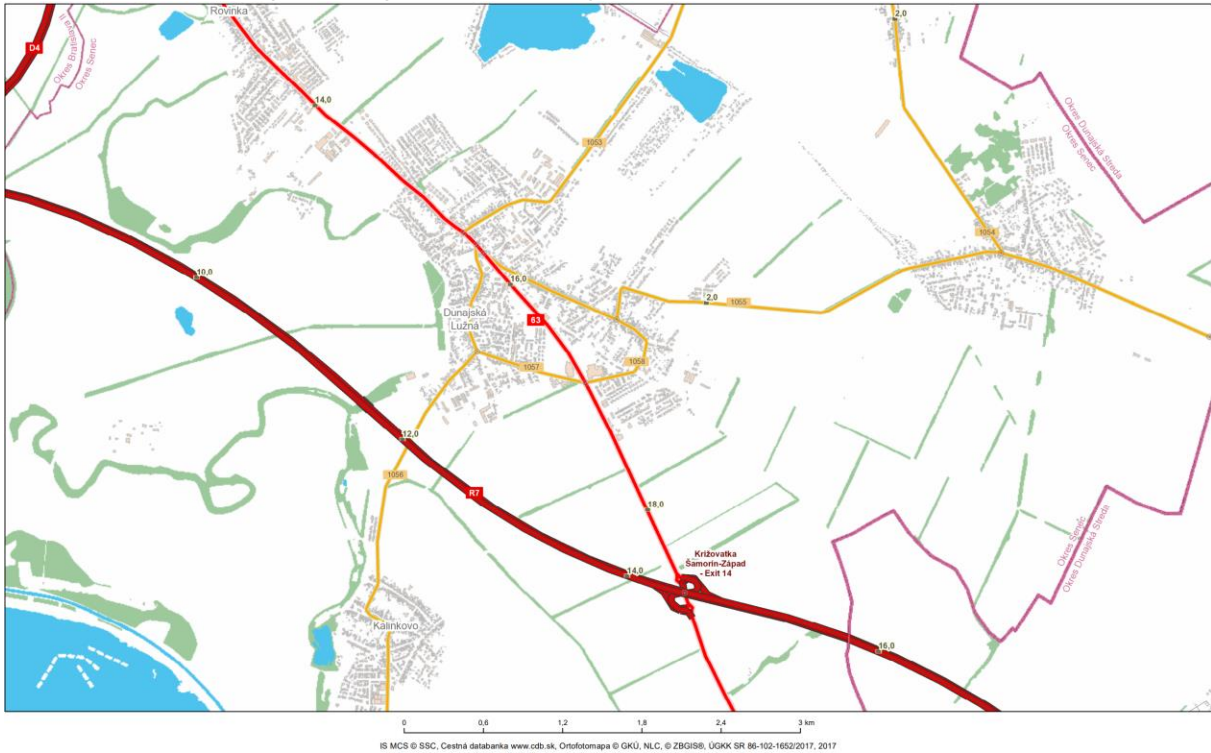 Rovinka
D4
Okres Bratislava II
Okres Senec
14,0
2,0
1053
Okres Dunajská Streda
Okres Senec
1054
10,0
16,0
2,0
1055
Dunajská
Lužná
63
1057
1058
12,0
1056
R7
18,0
Križovatka
Šamorín-Západ
- Exit 14
14,0
Okres Senec
Okres Dunajská Streda
Kalinkovo
16,0
0 0,6 1,2 1,8 2,4 3 km
IS MCS © SSC, Cestná databanka www.cdb.sk, Ortofotomapa © GKÚ, NLC, © ZBGIS®, ÚGKK SR 86-102-1652/2017, 2017